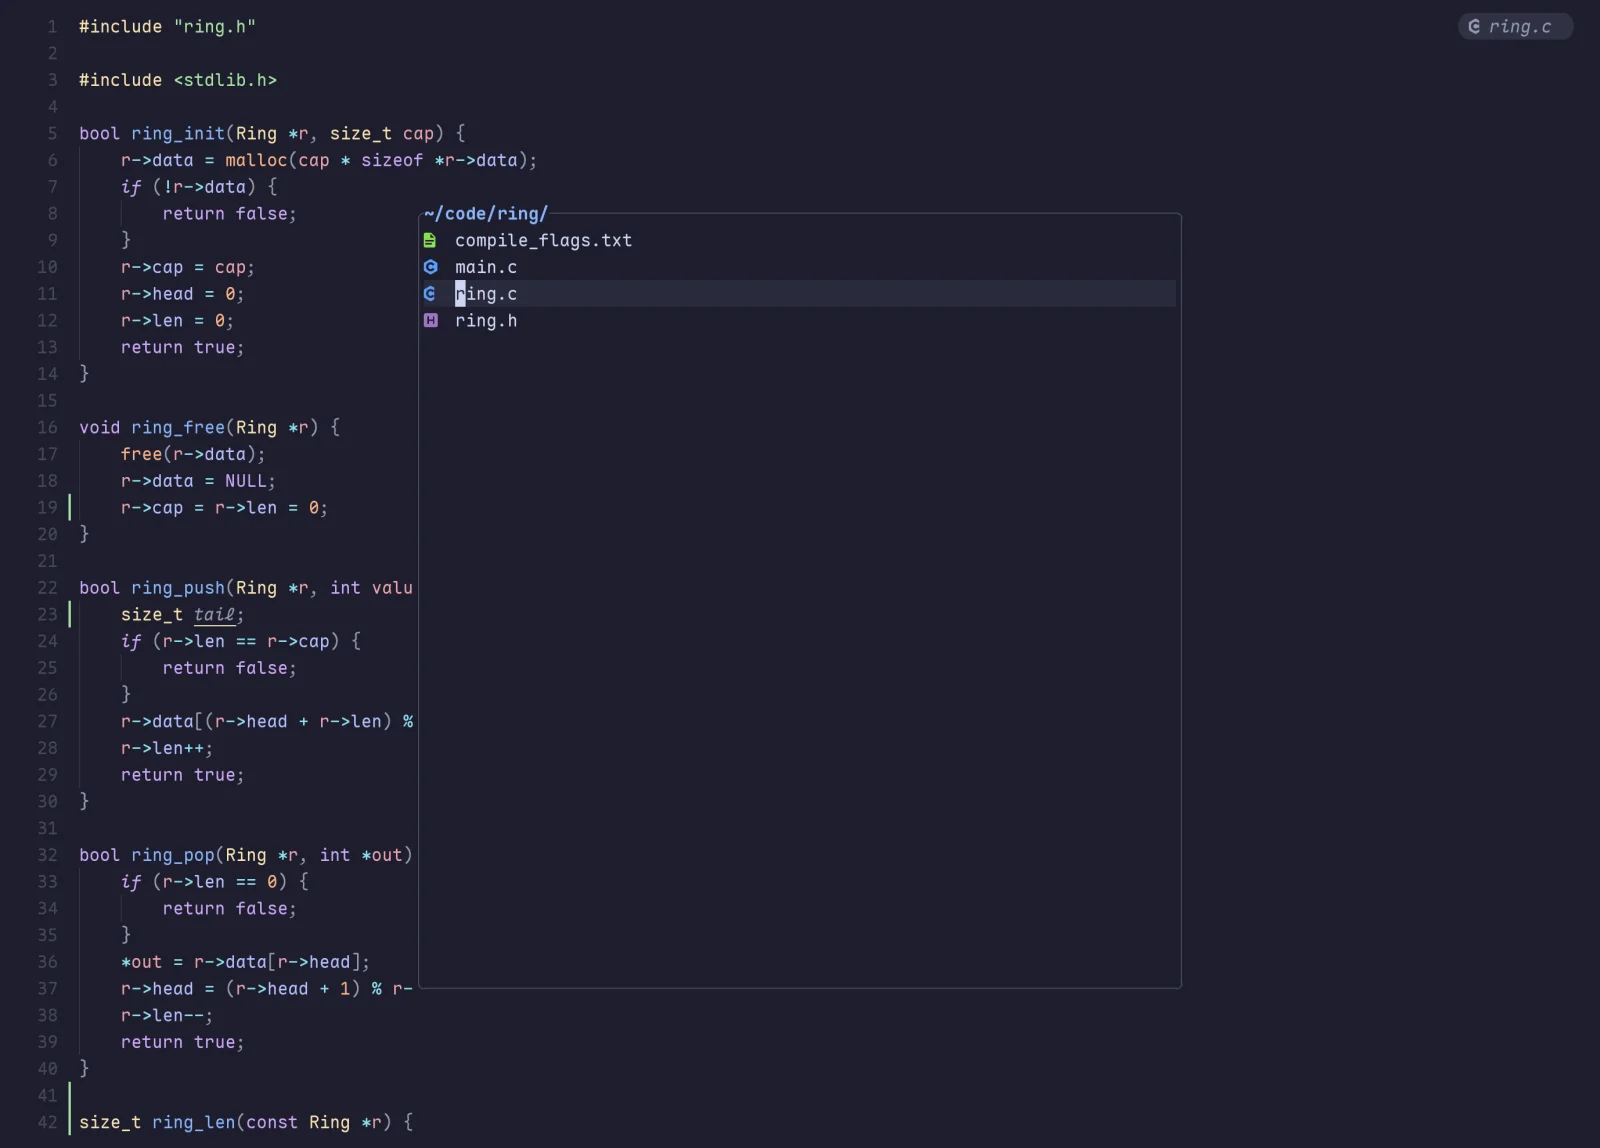 1 #include "ring.h"
ring.c
2
3 #include <stdlib.h>
4
5 bool ring_init(Ring *r, size_t cap) {
6     r->data = malloc(cap * sizeof *r->data);
7     if (!r->data) {
8         return false;
9     }
10     r->cap = cap;
11     r->head = 0;
12     r->len = 0;
13     return true;
14 }
15
16 void ring_free(Ring *r) {
17     free(r->data);
18     r->data = NULL;
19     r->cap = r->len = 0;
20 }
21
22 bool ring_push(Ring *r, int valu
23     size_t tail;
24     if (r->len == r->cap) {
25         return false;
26     }
27     r->data[(r->head + r->len) %
28     r->len++;
29     return true;
30 }
31
32 bool ring_pop(Ring *r, int *out)
33     if (r->len == 0) {
34         return false;
35     }
36     *out = r->data[r->head];
37     r->head = (r->head + 1) % r-
38     r->len--;
39     return true;
40 }
41
42 size_t ring_len(const Ring *r) {
~/code/ring/
compile_flags.txt
main.c
ring.c
H ring.h